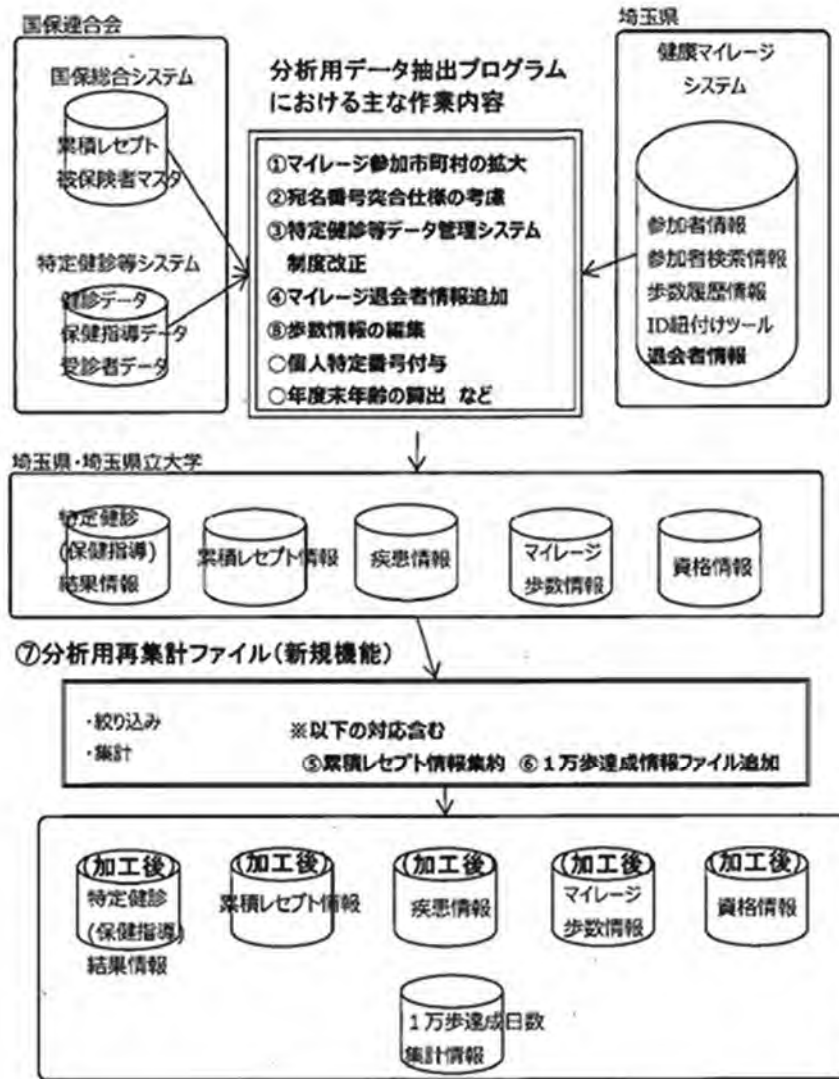 国保連合会
国保総合システム
累積レセプト
被保険者マスタ
特定健診等システム
健診データ
保健指導データ
受診者データ
分析用データ抽出プログラム
における主な作業内容
①マイレージ参加市町村の拡大
②宛名番号突合仕様の考慮
③特定健診等データ管理システム
制度改正
④マイレージ退会者情報追加
⑧歩数情報の編集
○個人特定番号付与
○年度末年齢の算出 など
埼玉県
健康マイレージ
システム
参加者情報
参加者検索情報
歩数履歴情報
ID紐付けツール
退会者情報
埼玉県・埼玉県立大学
特定健診
(保健指導)
結果情報
累積レセプト情報
疾患情報
マイレージ
歩数情報
資格情報
⑦分析用再集計ファイル(新規機能)
・絞り込み
・集計
※以下の対応含む
⑤累積レセプト情報集約 ⑥1万歩達成情報ファイル追加
(加工後)
特定健診
(保健指導)
結果情報
(加工後)
累積レセプト情報
(加工後)
疾患情報
(加工後)
マイレージ
歩数情報
(加工後)
資格情報
1万歩達成日数
集計情報